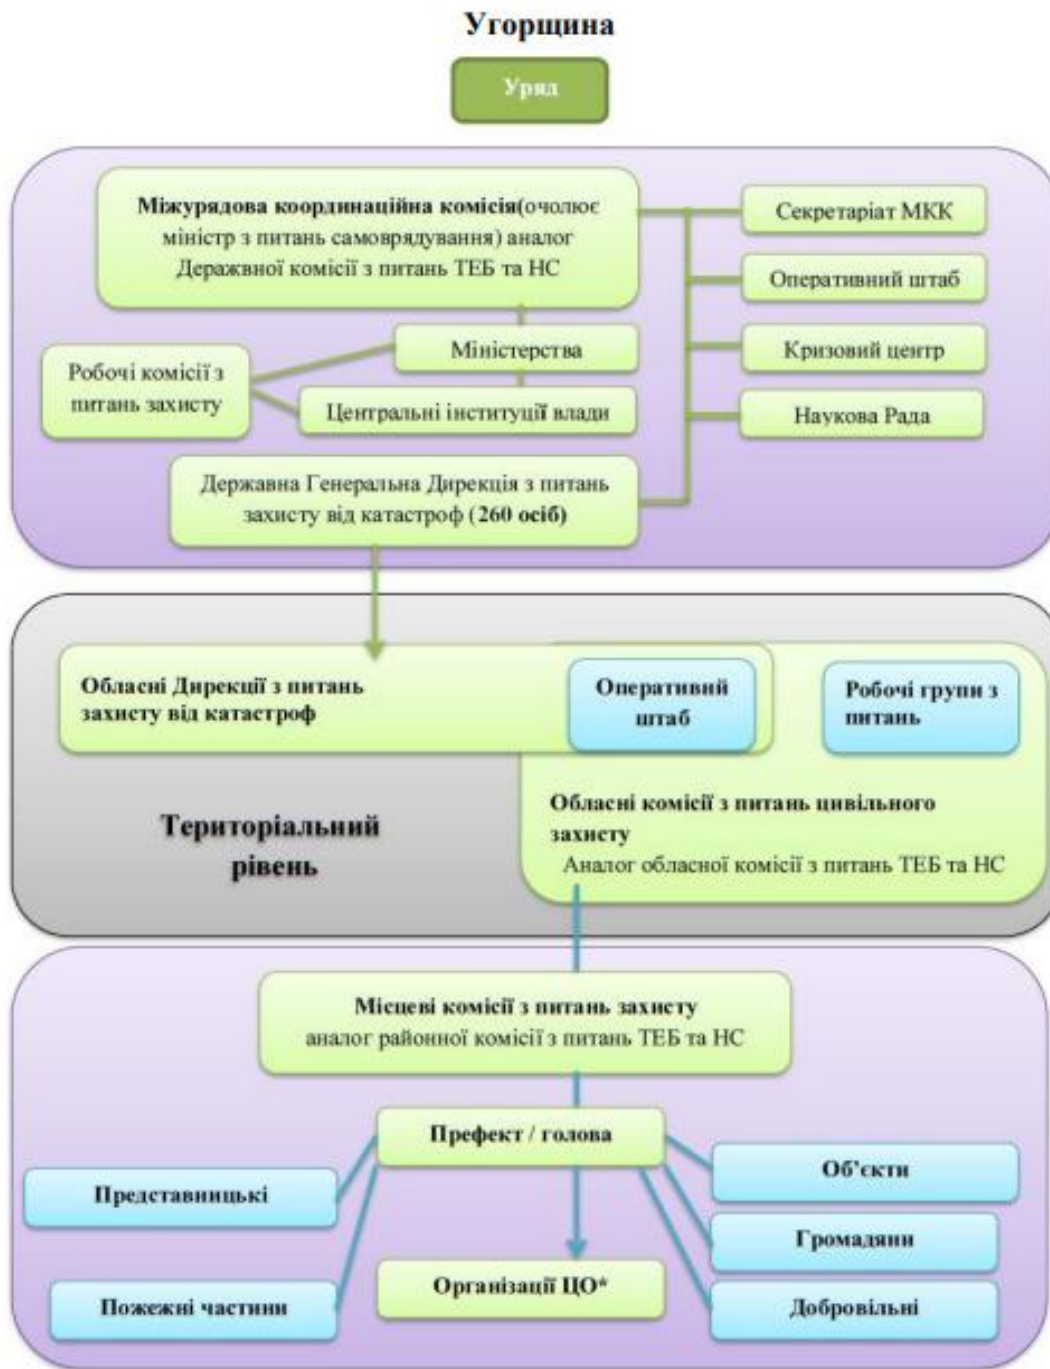 Угорщина
Уряд
Міжурядова координаційна комісія(очолює
міністр з питань самоврядування) аналог
Деражвної комісії з питань ТЕБ та НС
Секретаріат МКК
Оперативний штаб
Кризовий центр
Наукова Рада
Міністерства
Робочі комісії з
питань захисту
Центральні інституції влади
Державна Генеральна Дирекція з питань
захисту від катастроф (260 осіб)
Обласні Дирекції з питань
захисту від катастроф
Оперативний
штаб
Робочі групи з
питань
Обласні комісії з питань цивільного
захисту
Аналог обласної комісії з питань ТЕБ та НС
Територіальний
рівень
Місцеві комісії з питань захисту
аналог районної комісії з питань ТЕБ та НС
Префект / голова
Представницькі
Пожежні частини
Організації ЦО*
Об’єкти
Громадяни
Добровільні